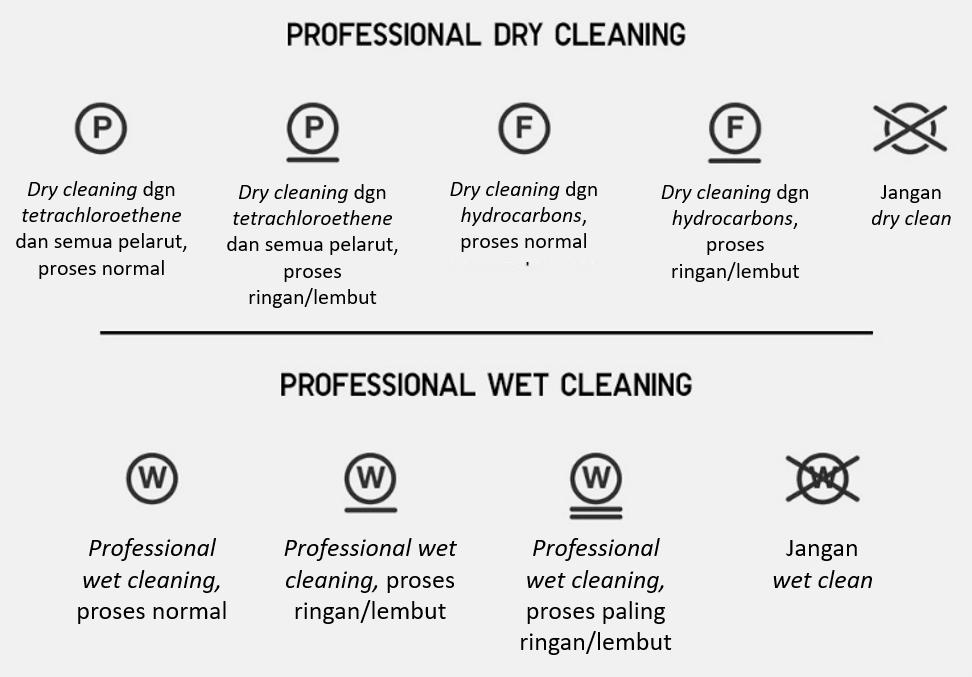 PROFESSIONAL DRY CLEANING
P
P
F
F
Dry cleaning dgn
tetrachloroethene
dan semua pelarut,
proses normal
Dry cleaning dgn
tetrachloroethene
dan semua pelarut,
proses
ringan/lembut
Dry cleaning dgn
hydrocarbons,
proses normal
Dry cleaning dgn
hydrocarbons,
proses
ringan/lembut
Jangan
dry clean
PROFESSIONAL WET CLEANING
W
W
W
W
Professional
wet cleaning,
proses normal
Professional wet
cleaning, proses
ringan/lembut
Professional
wet cleaning,
proses paling
ringan/lembut
Jangan
wet clean